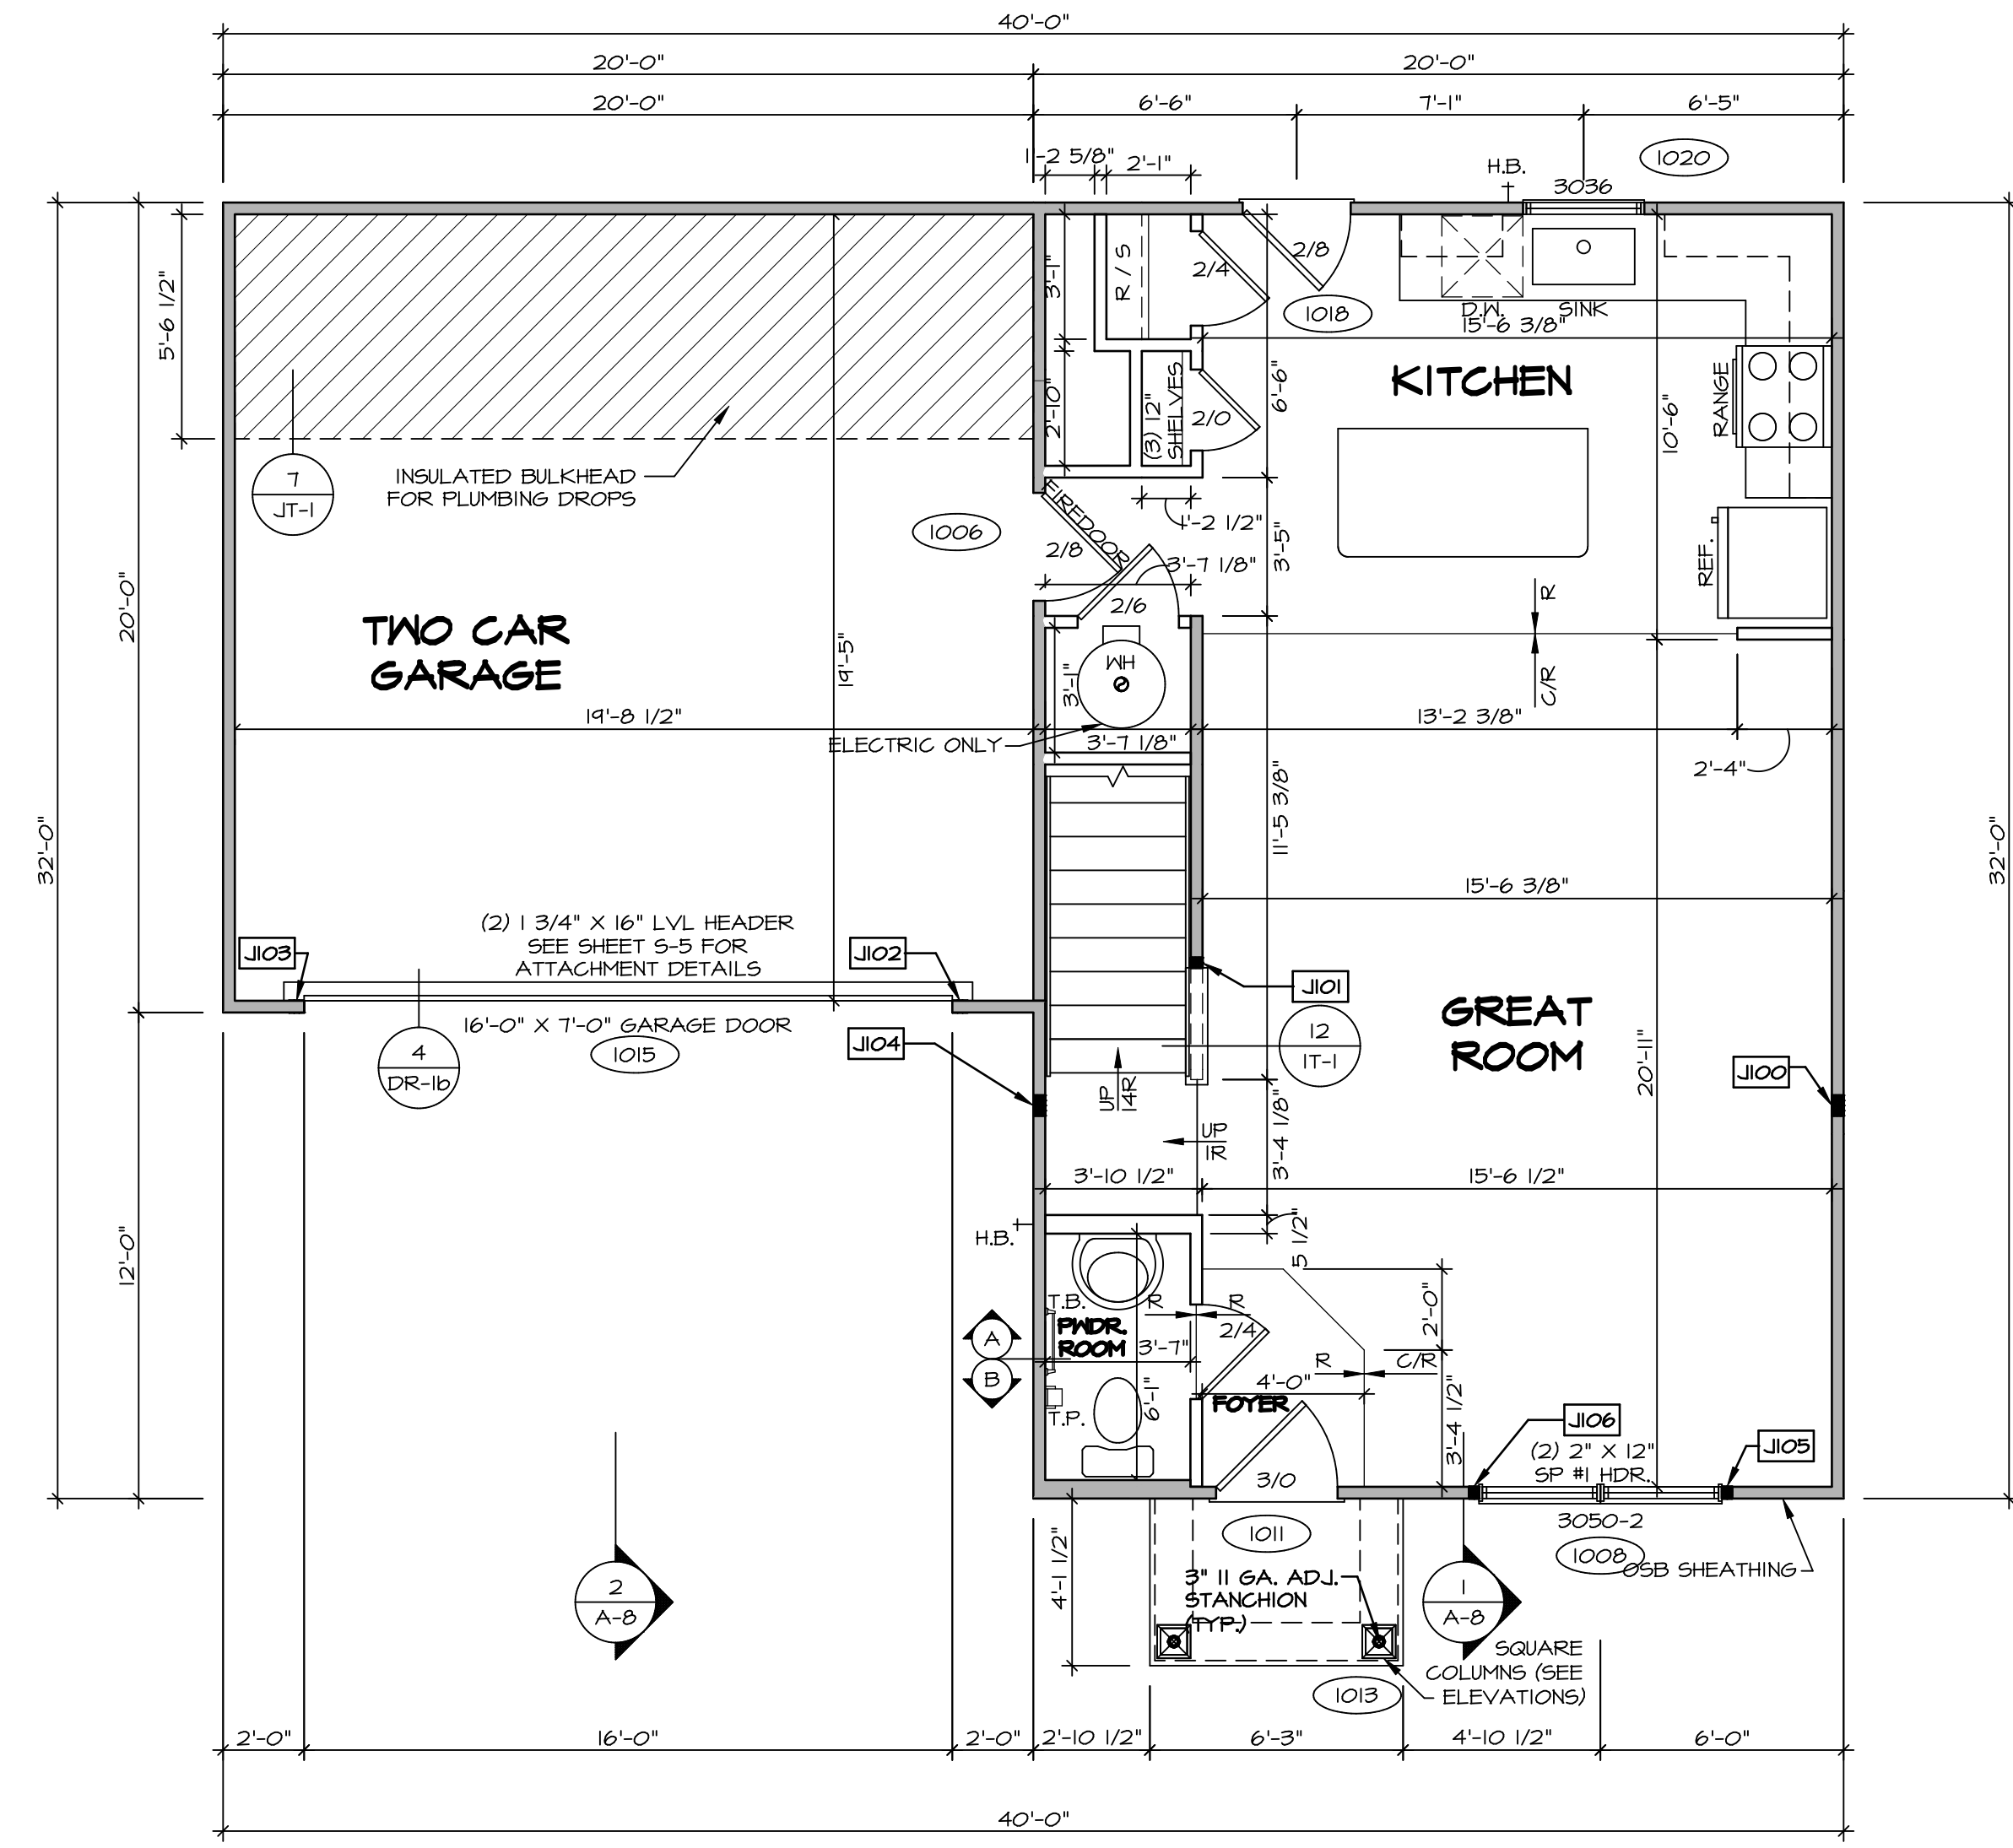 40'-0"
20'-0" 20'-0"
20'-0" 6'-6" 7'-1" 6'-5"
1'-2 5/8" 2'-1" H.B. 1020
3036
5'-6 1/2"
3'-1"
R / S
2/4
2/8
1018
D.W. SINK
15'-6 3/8"
KITCHEN
RANGE
6'-6"
10'-6"
2'-10"
(3) 12"
SHELVES
2/0
7
JT-1
INSULATED BULKHEAD
FOR PLUMBING DROPS
1006
FIREDOOR
2/8
1'-2 1/2"
3'-7 1/8"
3'-5"
2/6
REF.
R
C/R
20'-0"
TWO CAR
GARAGE
19'-5"
WH
3'-1"
19'-8 1/2"
13'-2 3/8"
ELECTRIC ONLY
3'-7 1/8"
2'-4"
32'-0"
11'-5 3/8"
32'-0"
15'-6 3/8"
(2) 1 3/4" X 16" LVL HEADER
SEE SHEET S-5 FOR
ATTACHMENT DETAILS
J103
J102
J101
GREAT
ROOM
16'-0" X 7'-0" GARAGE DOOR
1015
4
DR-1b
J104
12
IT-1
20'-11"
J100
UP
14R
UP
1R
3'-4 1/8"
3'-10 1/2"
15'-6 1/2"
12'-0"
H.B.
5 1/2"
T.B.
R R
PWDR.
ROOM
3'-7"
2/4
2'-0"
A
B
R C/R
4'-0"
FOYER
T.P.
6'-1"
3'-4 1/2"
J106
(2) 2" X 12"
SP #1 HDR.
J105
3/0
1011
3050-2
1008
OSB SHEATHING
4'-1 1/2"
3" 11 GA. ADJ.
STANCHION
(TYP.)
2
A-8
1
A-8
SQUARE
COLUMNS (SEE
ELEVATIONS)
1013
2'-0" 16'-0" 2'-0" 2'-10 1/2" 6'-3" 4'-10 1/2" 6'-0"
40'-0"